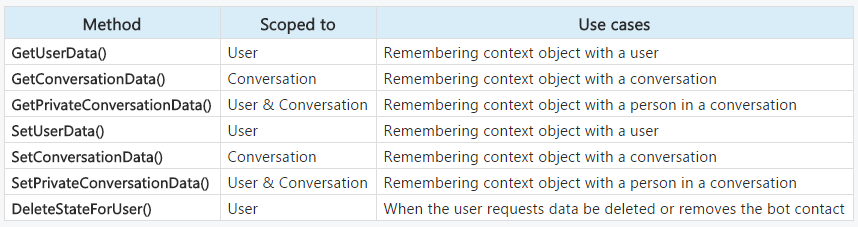 Method Scoped to Use cases
GetUserData() User Remembering context object with a user
GetConversationData() Conversation Remembering context object with a conversation
GetPrivateConversationData() User & Conversation Remembering context object with a person in a conversation
SetUserData() User Remembering context object with a user
SetConversationData() Conversation Remembering context object with a conversation
SetPrivateConversationData() User & Conversation Remembering context object with a person in a conversation
DeleteStateForUser() User When the user requests data be deleted or removes the bot contact